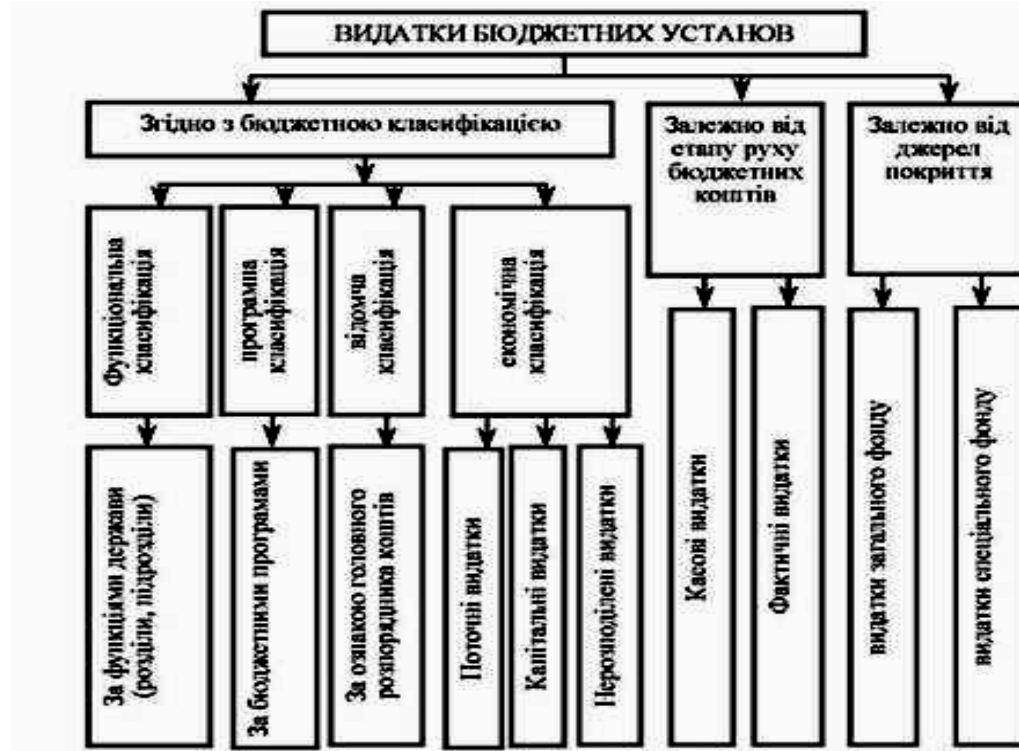 ВИДАТКИ БЮДЖЕТНИХ УСТАНОВ
Згідно з бюджетною класифікацією
Залежно від
етапу руху
бюджетних
коштів
Залежно від
джерел
покриття
Функціональна
класифікація
програмна
класифікація
відомча
класифікація
економічна
класифікація
Касові видатки
Фактичні видатки
видатки загального фонду
видатки спеціального фонду
За функціями держави
(розділи, підрозділи)
За бюджетними програмами
За ознакою головного
розпорядника коштів
Поточні видатки
Капітальні видатки
Нерозподілені видатки